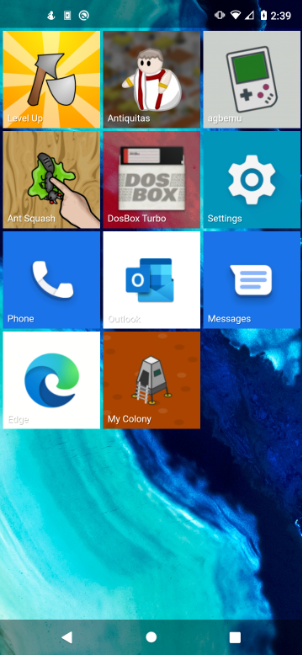 2:39
Level Up
Antiquitas
agbemu
Ant Squash
DOS
BOX
DosBox Turbo
Settings
Phone
O
Outlook
Messages
Edge
My Colony